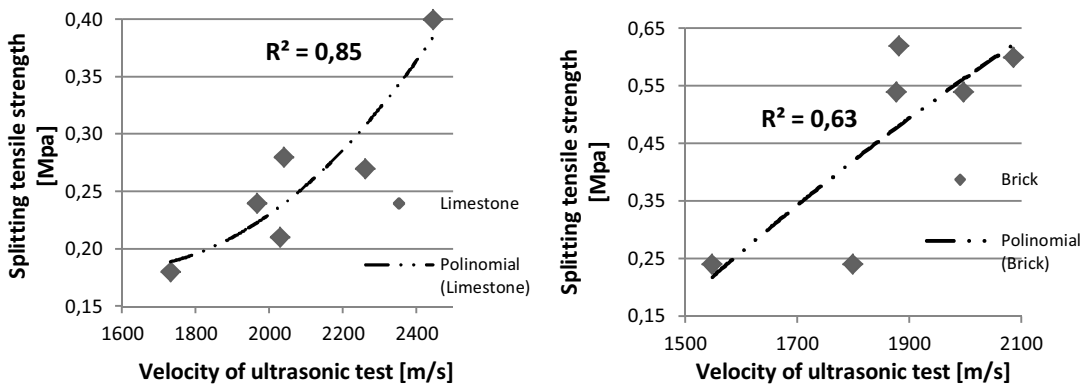 Splitting tensile strength
[Mpa]
0,40
0,35
0,30
0,25
0,20
0,15
R² = 0,85
Limestone
Polinomial
(Limestone)
1600
1800
2000
2200
2400
Velocity of ultrasonic test [m/s]
Splitting tensile strength
[Mpa]
0,65
0,55
0,45
0,35
0,25
0,15
R² = 0,63
Brick
Polinomial
(Brick)
1500
1700
1900
2100
Velocity of ultrasonic test [m/s]